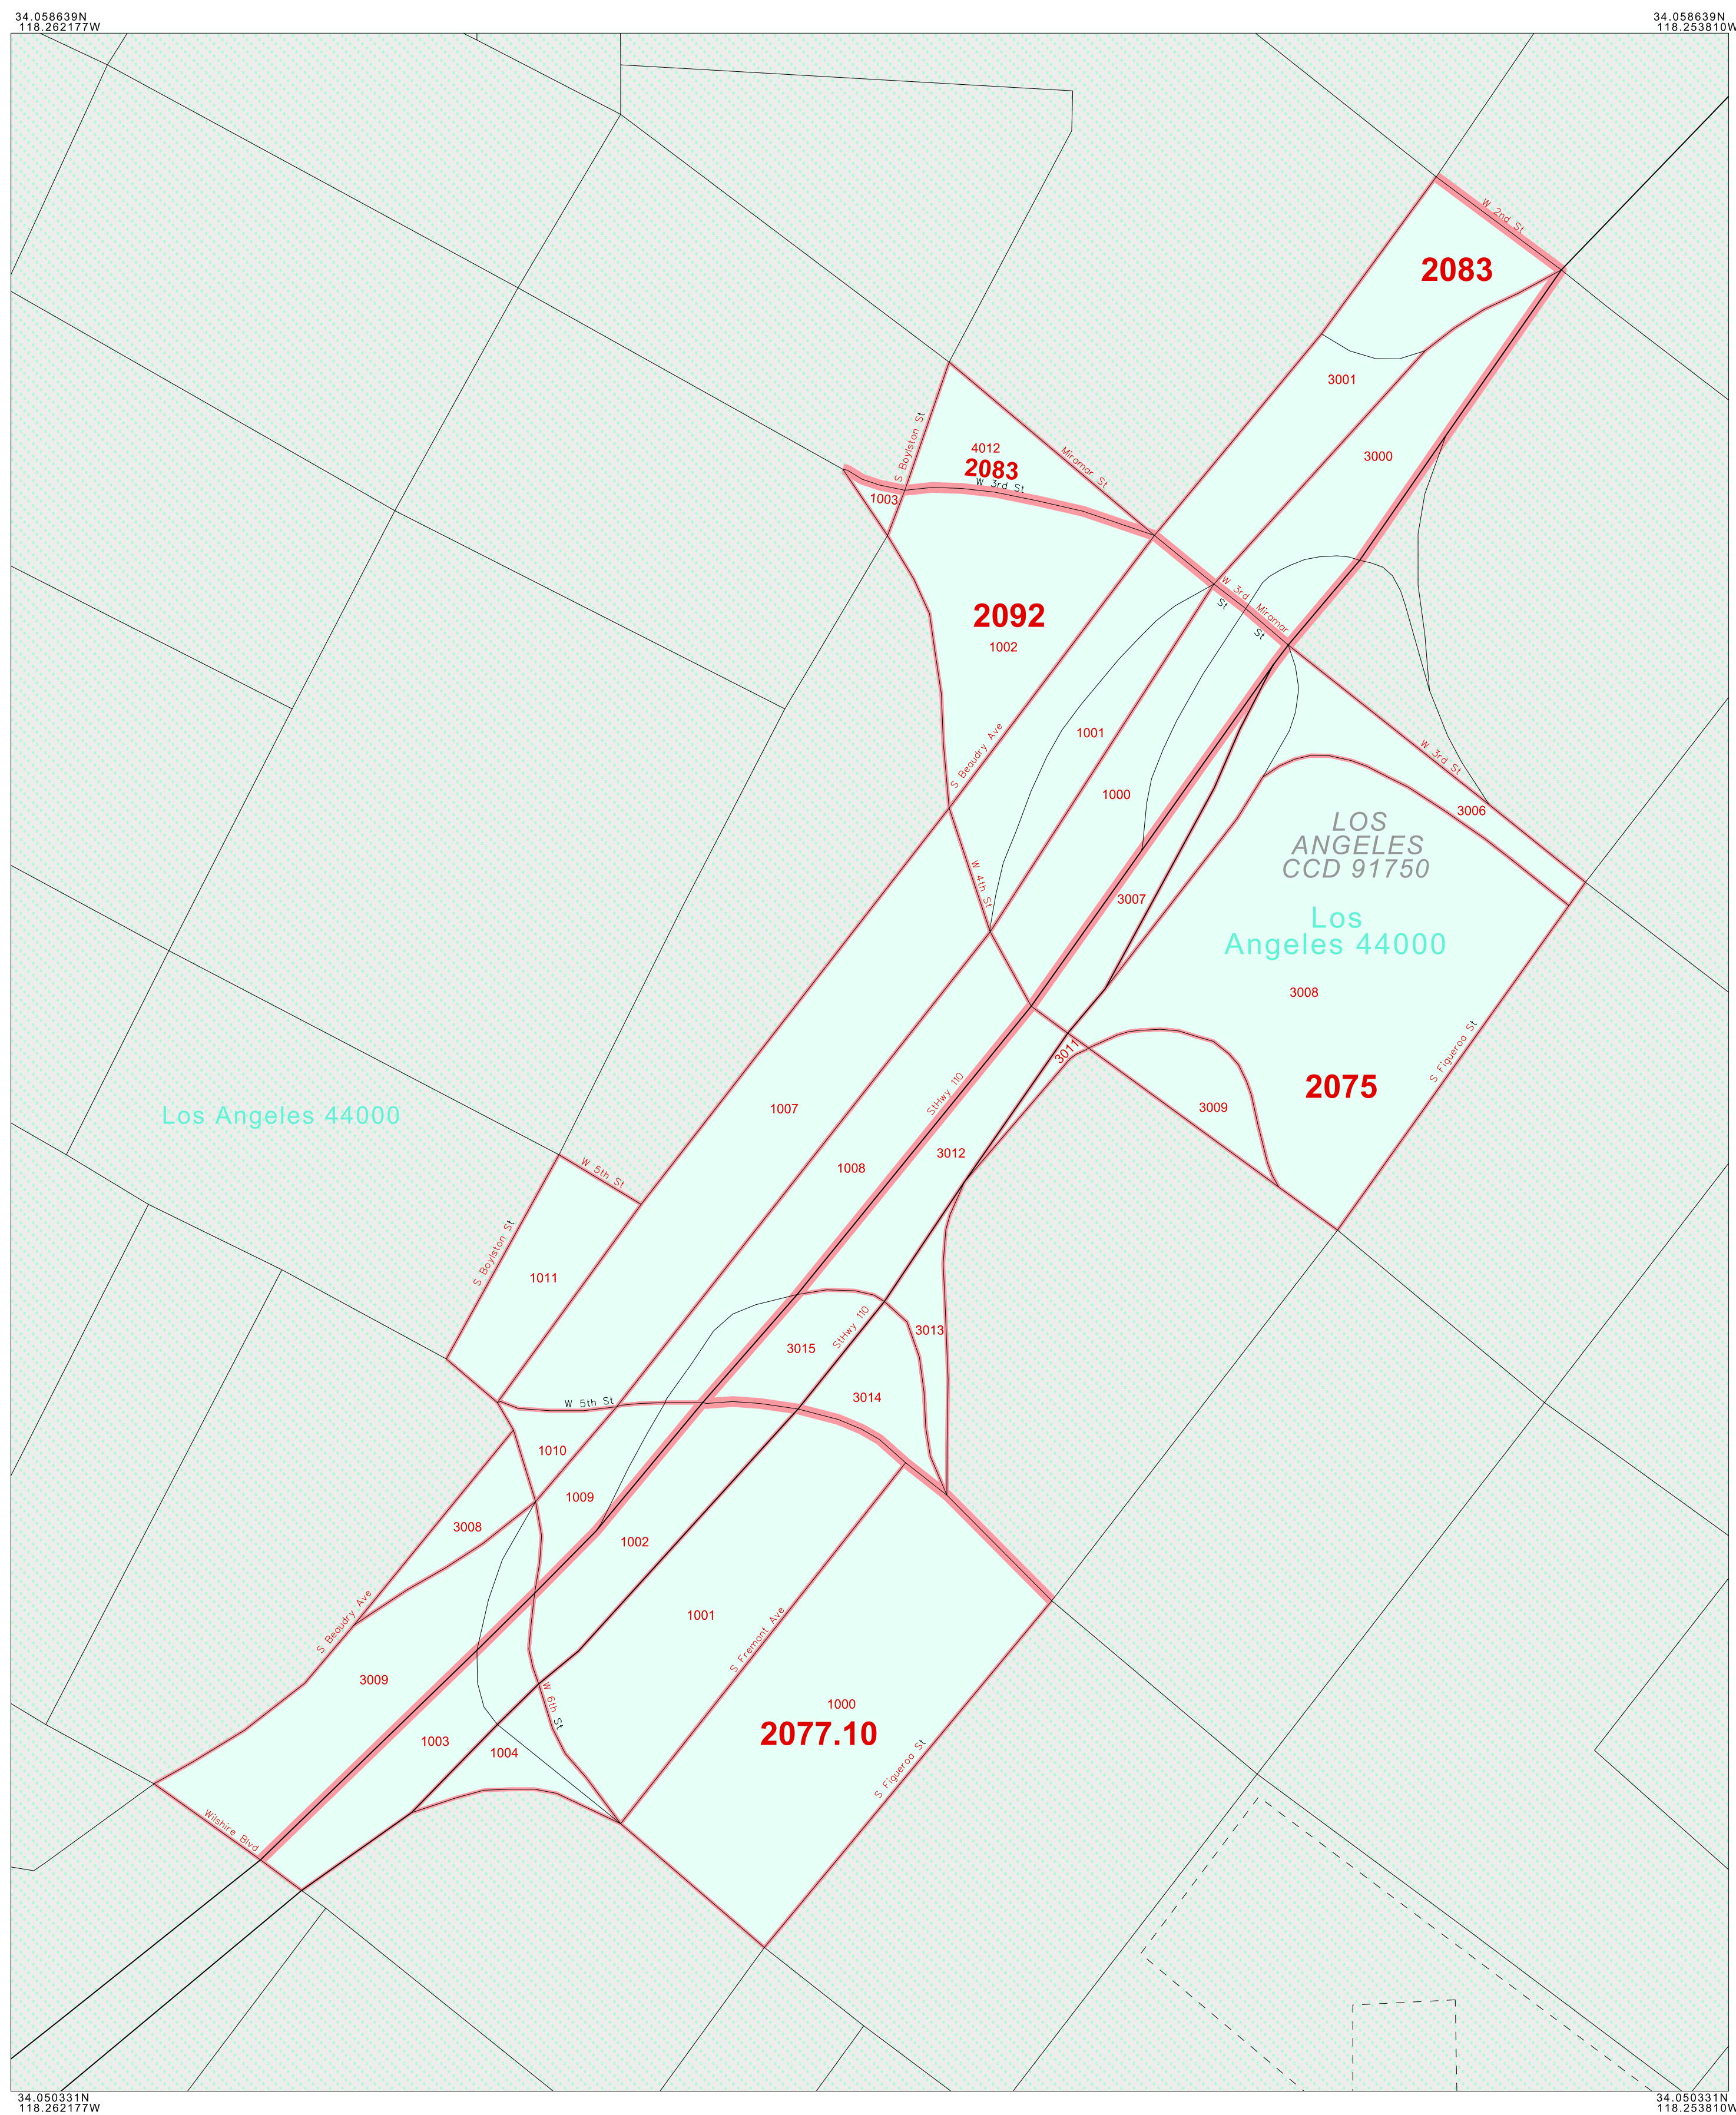 34.058639N
118.262177W
34.058639N
118.253810W
W 2nd St
2083
3001
3000
S Boylston St
4012
2083
Miramar St
W 3rd St
1003
W 3rd St
Miramar St
2092
1002
S Beaudry Ave
1001
1000
W 3rd St
3006
LOS
ANGELES
CCD 91750
W 4th St
3007
Los
Angeles 44000
3008
3011
S Figueroa St
2075
StHwy 110
3009
1007
Los Angeles 44000
3012
1008
W 5th St
S Boylston St
1011
3013
StHwy 110
3015
3014
W 5th St
1010
1009
3008
1002
1001
S Beaudry Ave
S Fremont Ave
3009
W 6th St
1000
2077.10
1003
1004
S Figueroa St
Wilshire Blvd
34.050331N
118.262177W
34.050331N
118.253810W